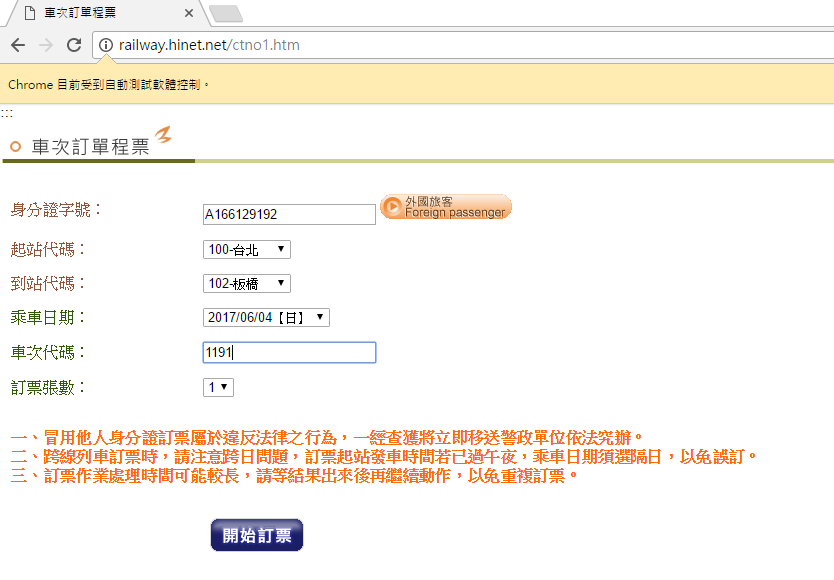 車次訂單程票
railway.hinet.net/ctno1.htm
Chrome 目前受到自動測試軟體控制。
:::
車次訂單程票
身分證字號：
A166129192
外國旅客
Foreign passenger
起站代碼：
100-台北
到站代碼：
102-板橋
乘車日期：
2017/06/04【日】
車次代碼：
1191
訂票張數：
1
一、冒用他人身分證訂票屬於違反法律之行為，一經查獲將立即移送警政單位依法究辦。
二、跨線列車訂票時，請注意跨日問題，訂票起站發車時間若已過午夜，乘車日期須選隔日，以免誤訂。
三、訂票作業處理時間可能較長，請等結果出來後再繼續動作，以免重複訂票。
開始訂票